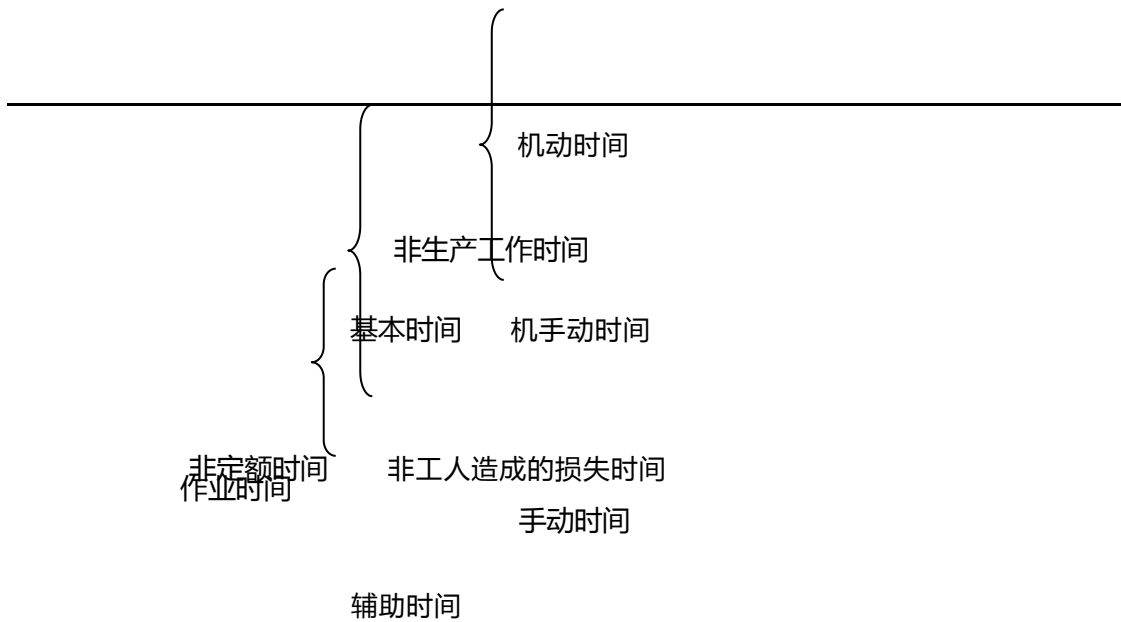 机动时间
非生产工作时间
基本时间 机手动时间
非定额时间 非工人造成的损失时间
作业时间
手动时间
辅助时间